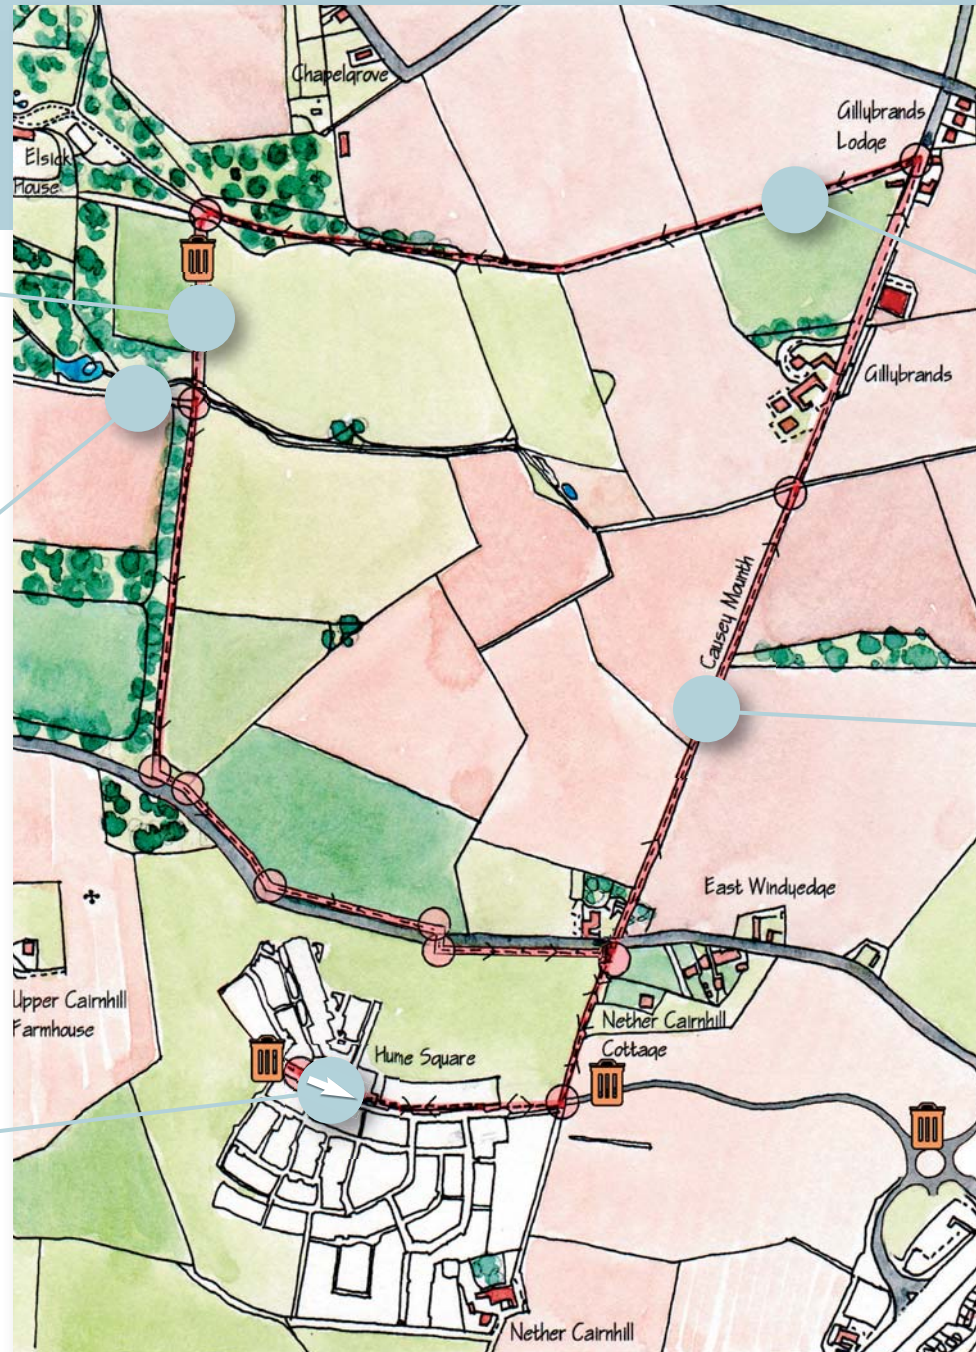 Chapelgrove
Gillybrands
Lodge
Elsick
House
Gillybrands
Causey Mounth
East Windyedge
Upper Cairnhill
Farmhouse
Nether Cairnhill
Cottage
Hume Square
Nether Cairnhill